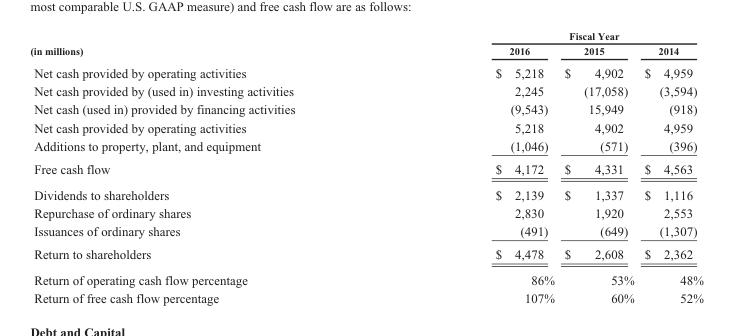 most comparable U.S. GAAP measure) and free cash flow are as follows:
Fiscal Year
(in millions) 2016 2015 2014
Net cash provided by operating activities $ 5,218 $ 4,902 $ 4,959
Net cash provided by (used in) investing activities 2,245 (17,058) (3,594)
Net cash (used in) provided by financing activities (9,543) 15,949 (918)
Net cash provided by operating activities 5,218 4,902 4,959
Additions to property, plant, and equipment (1,046) (571) (396)
Free cash flow $ 4,172 $ 4,331 $ 4,563
Dividends to shareholders $ 2,139 $ 1,337 $ 1,116
Repurchase of ordinary shares 2,830 1,920 2,553
Issuances of ordinary shares (491) (649) (1,307)
Return to shareholders $ 4,478 $ 2,608 $ 2,362
Return of operating cash flow percentage 86% 53% 48%
Return of free cash flow percentage 107% 60% 52%
Debt and Capital